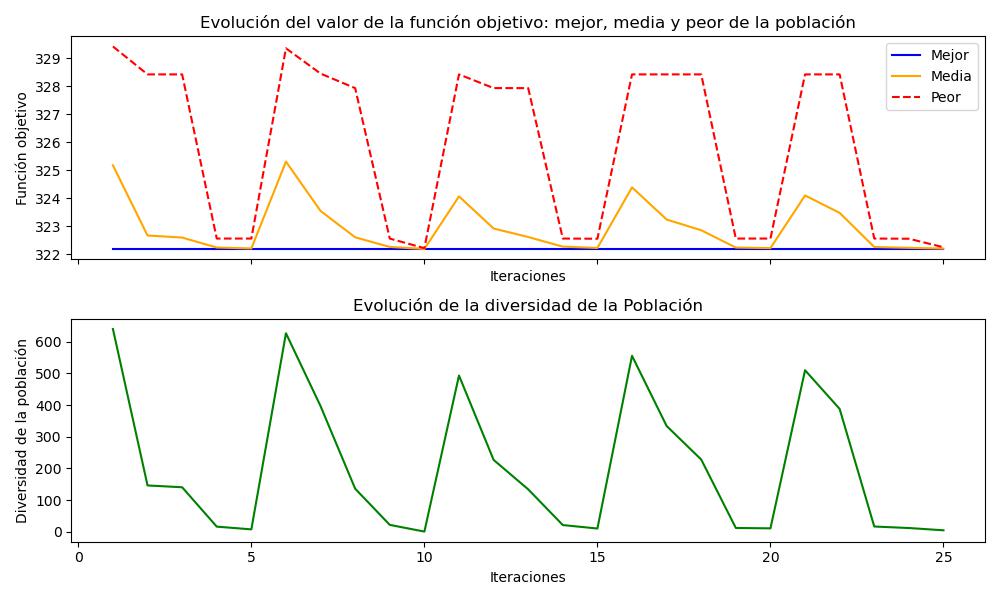 Evolución del valor de la función objetivo: mejor, media y peor de la población
Función objetivo
329
328
327
326
325
324
323
322
Mejor
Media
Peor
Iteraciones
Evolución de la diversidad de la Población
Diversidad de la población
600
500
400
300
200
100
0
0 5 10 15 20 25
Iteraciones